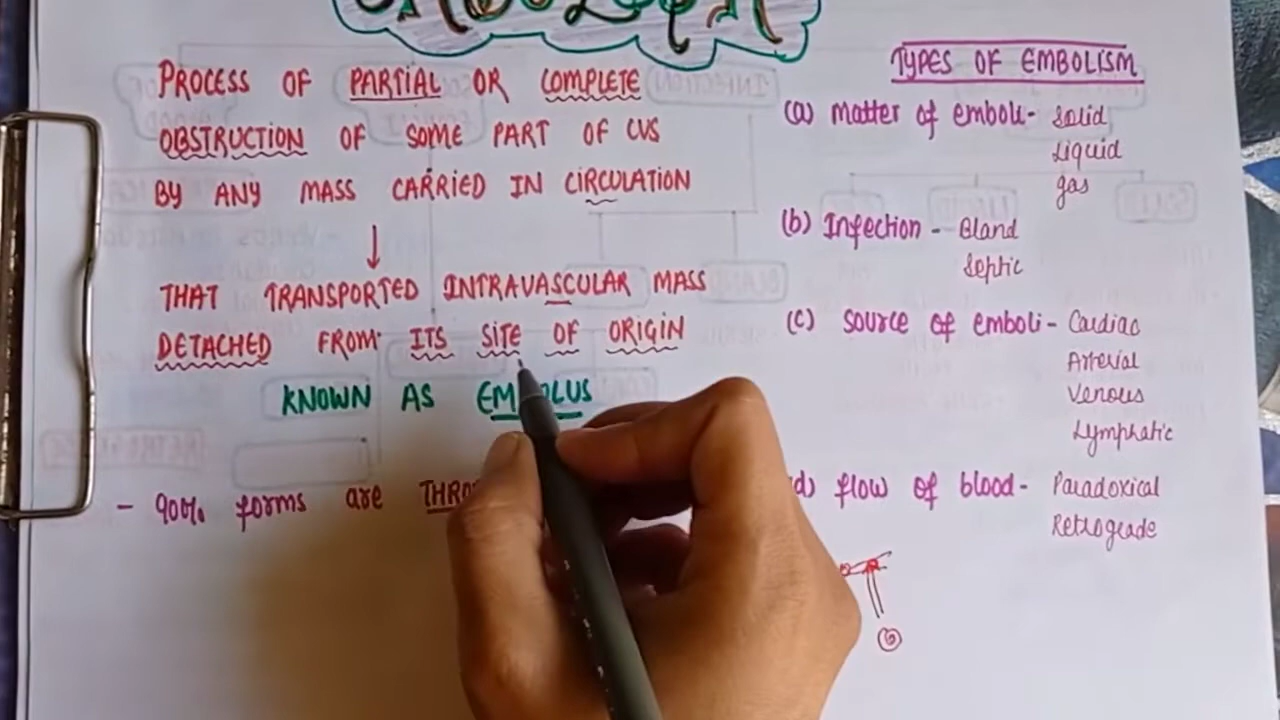 PROCESS OF PARTIAL OR COMPLETE
OBSTRUCTION OF SOME PART OF CVS
BY ANY MASS CARRIED IN CIRCULATION
THAT TRANSPORTED INTRAVASCULAR MASS
DETACHED FROM ITS SITE OF ORIGIN
KNOWN AS EMBOLUS
- 90% forms are
TYPES OF EMBOLISM
(a) matter of emboli- Solid
Liquid
gas
(b) Infection - Bland
Septic
(c) source of emboli- Cardiac
Arterial
Venous
Lymphatic
d) flow of blood- Paradoxical
Retrograde